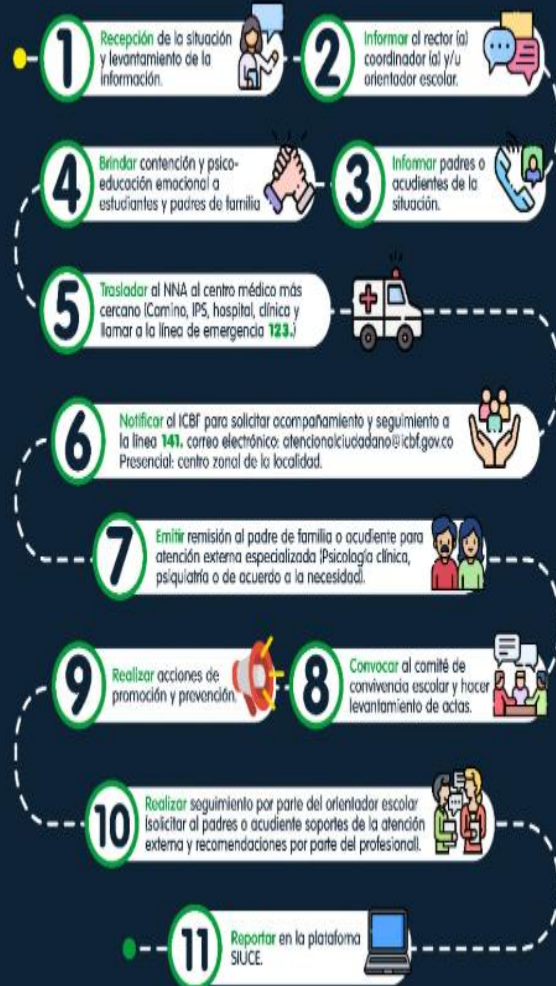 1
Recepción de la situación
y levantamiento de la
información.
2
Informar al rector (a)
coordinador (a) y/u
orientador escolar.
3
Informar padres o
acudientes de la
situación.
4
Brindar contención y psico-
educación emocional a
estudiantes y padres de familia
5
Trasladar al NNA al centro médico más
cercano (Camino, IPS, hospital, clínica y
llamar a la línea de emergencia 123.)
6
Notificar al ICBF para solicitar acompañamiento y seguimiento a
la línea 141. correo electrónico: atencionalciudadano@icbf.gov.co
Presencial: centro zonal de la localidad.
7
Emitir remisión al padre de familia o acudiente para
atención externa especializada (Psicología clínica,
psiquiatría o de acuerdo a la necesidad).
8
Convocar al comité de
convivencia escolar y hacer
levantamiento de actas.
9
Realizar acciones de
promoción y prevención.
10
Realizar seguimiento por parte del orientador escolar
(solicitar al padres o acudiente soportes de la atención
externa y recomendaciones por parte del profesional).
11
Reportar en la plataforma
SIUCE.